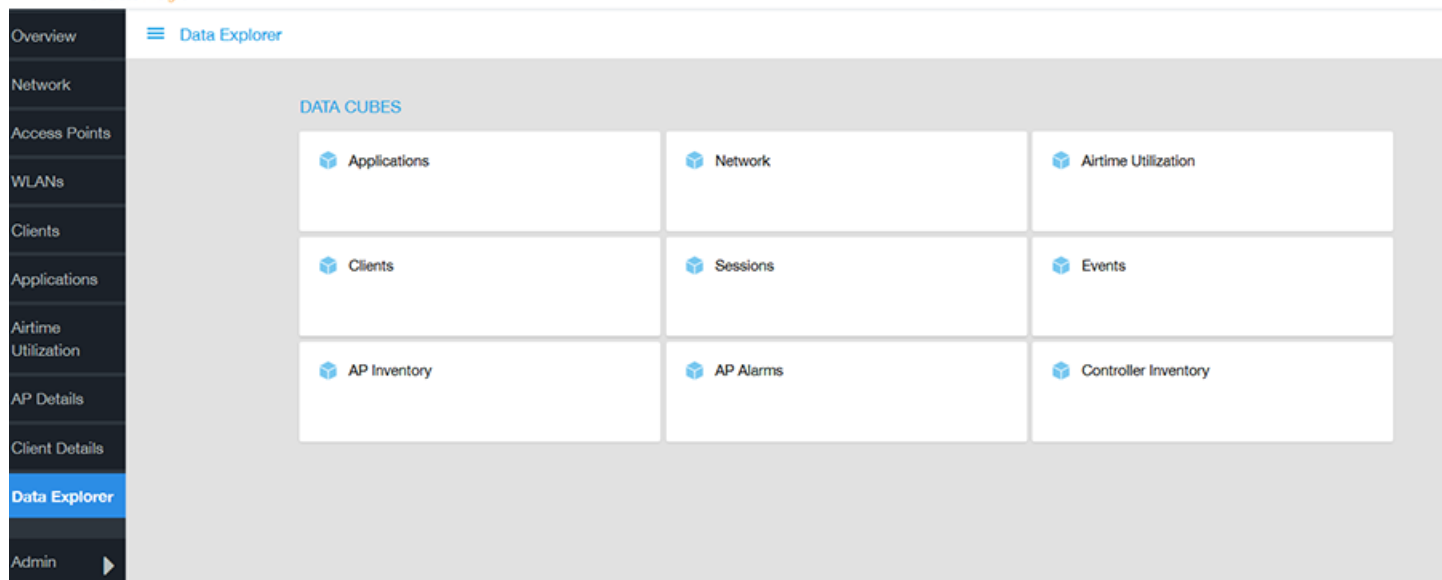 Overview
Network
Access Points
WLANs
Clients
Applications
Airtime
Utilization
AP Details
Client Details
Data Explorer
Admin
Data Explorer
DATA CUBES
Applications
Network
Airtime Utilization
Clients
Sessions
Events
AP Inventory
AP Alarms
Controller Inventory